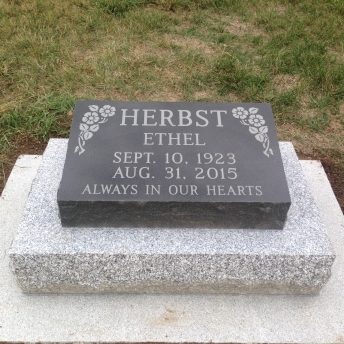 HERBST
ETHEL
SEPT. 10, 1923
AUG. 31, 2015
ALWAYS IN OUR HEARTS